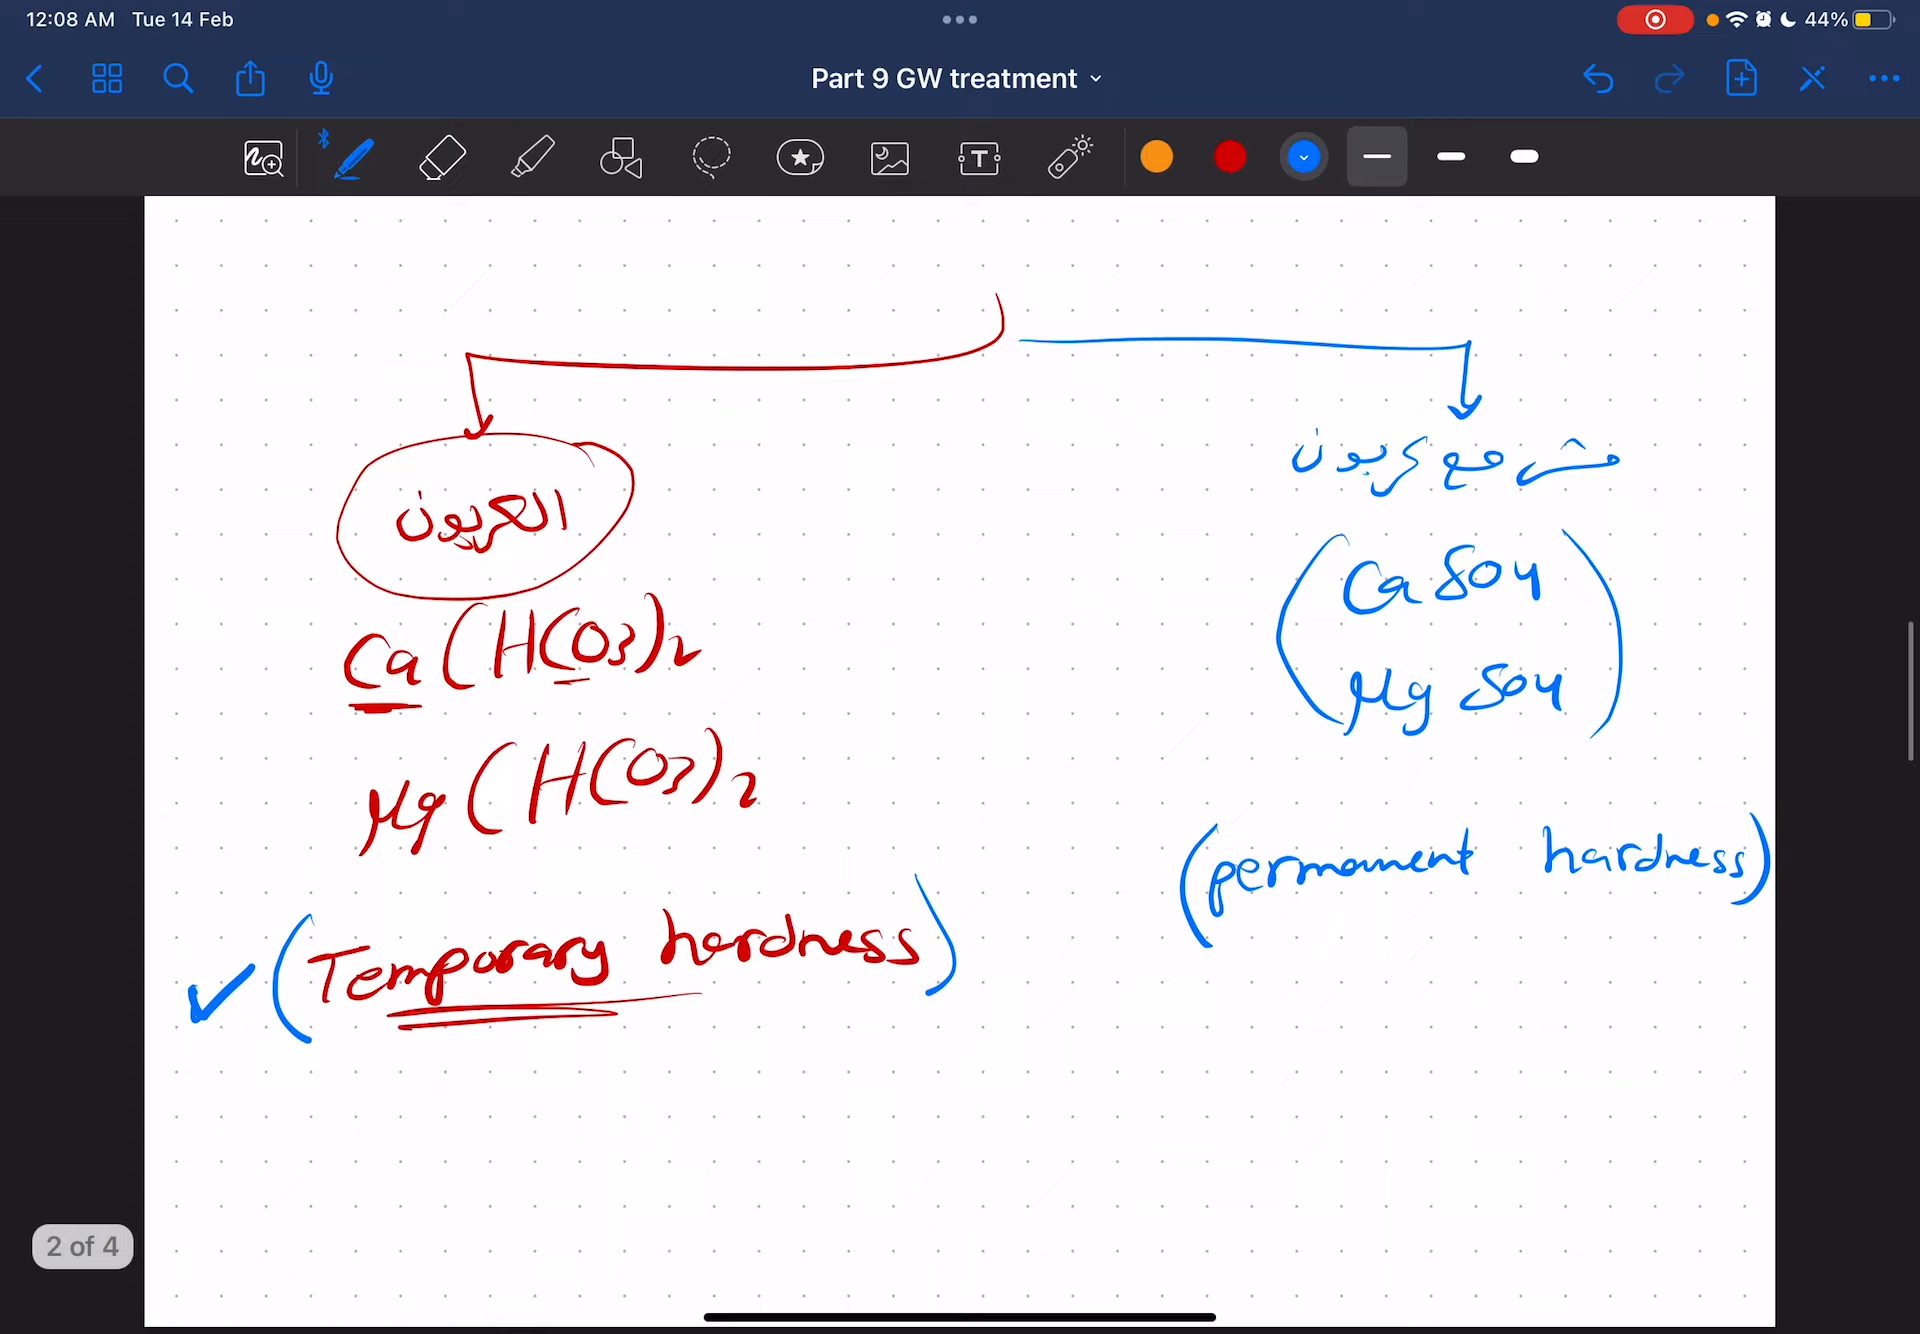 12:08 AM Tue 14 Feb
44%
Part 9 GW treatment
الكربون
Ca(HCO3)2
Mg(HCO3)2
(Temporary hardness)
مش مع كربون
(CaSO4
MgSO4)
(permanent hardness)
2 of 4